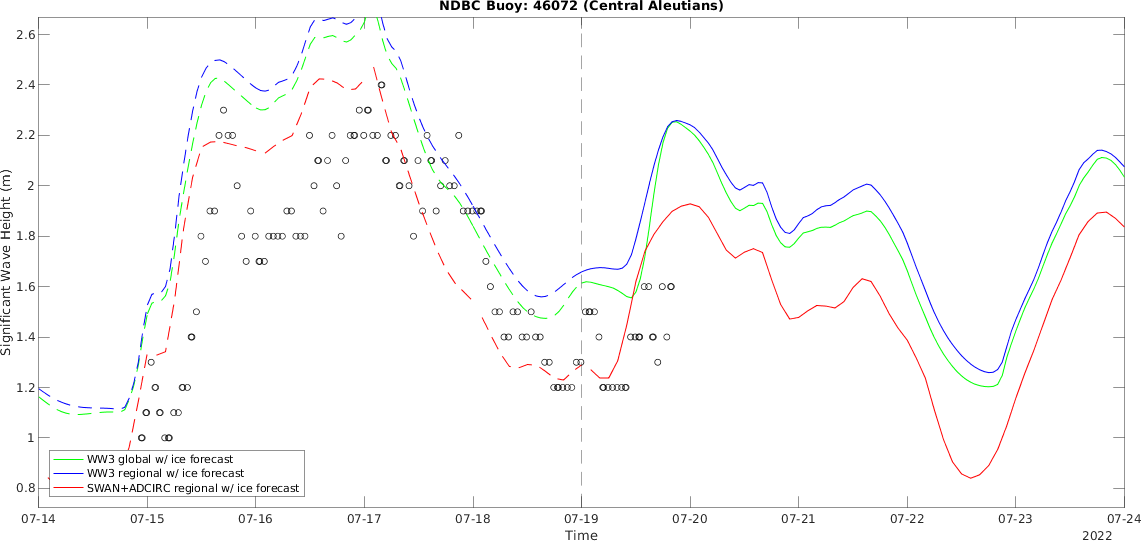 NDBC Buoy: 46072 (Central Aleutians)
Significant Wave Height (m)
2.6
2.4
2.2
2
1.8
1.6
1.4
1.2
1
0.8
WW3 global w/ ice forecast
WW3 regional w/ ice forecast
SWAN+ADCIRC regional w/ ice forecast
07-14 07-15 07-16 07-17 07-18 07-19 07-20 07-21 07-22 07-23 07-24
Time
2022